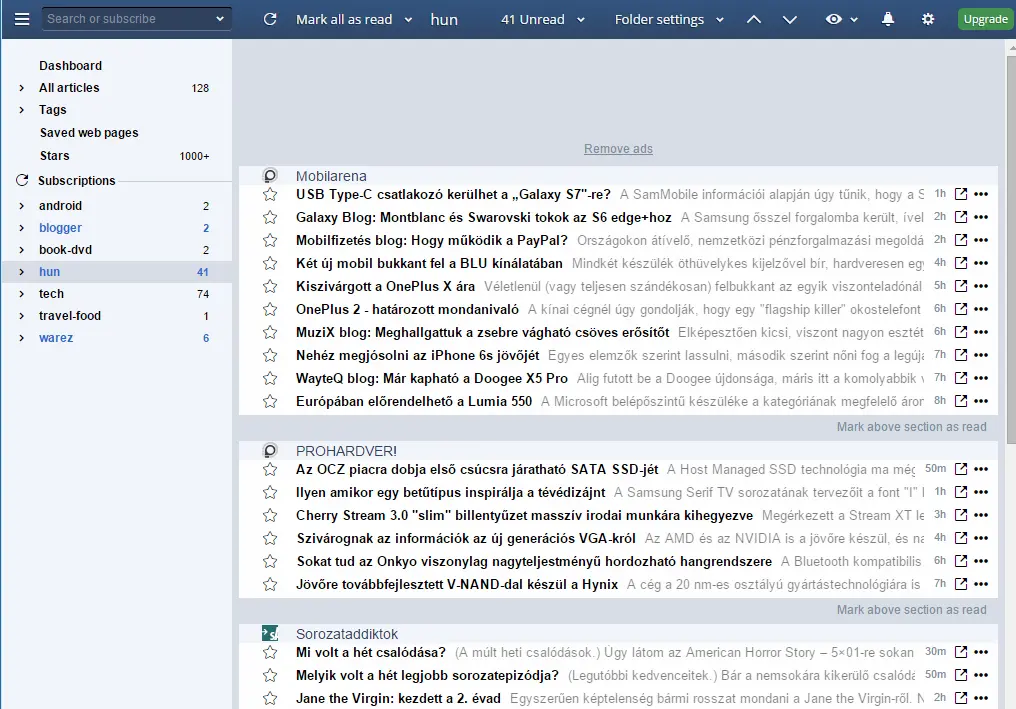 Search or subscribe Mark all as read hun 41 Unread Folder settings Upgrade
Dashboard
All articles 128
Tags
Saved web pages
Stars 1000+
Subscriptions
android 2
blogger 2
book-dvd 2
hun 41
tech 74
travel-food 1
warez 6
Remove ads
Mobilarena
USB Type-C csatlakozó kerülhet a „Galaxy S7"-re? A SamMobile információi alapján úgy tűnik, hogy a S 1h
Galaxy Blog: Montblanc és Swarovski tokok az S6 edge+hoz A Samsung ősszel forgalomba került, ível 2h
Mobilfizetés blog: Hogy működik a PayPal? Országokon átívelő, nemzetközi pénzforgalmazási megoldá 2h
Két új mobil bukkant fel a BLU kínálatában Mindkét készülék öthüvelykes kijelzővel bír, hardveresen egy 4h
Kiszivárgott a OnePlus X ára Véletlenül (vagy teljesen szándékosan) felbukkant az egyik viszonteladónál 5h
OnePlus 2 - határozott mondanivaló A kínai cégnél úgy gondolják, hogy egy "flagship killer" okostelefont 6h
MuziX blog: Meghallgattuk a zsebre vágható csöves erősítőt Elképesztően kicsi, viszont nagyon esztét 6h
Nehéz megjósolni az iPhone 6s jövőjét Egyes elemzők szerint lassulni, második szerint nőni fog a legúja 7h
WayteQ blog: Már kapható a Doogee X5 Pro Alig futott be a Doogee újdonsága, máris itt a komolyabbik 7h
Európában előrendelhető a Lumia 550 A Microsoft belépőszintű készüléke a kategóriának megfelelő áron 8h
Mark above section as read
PROHARDVER!
Az OCZ piacra dobja első csúcsra járatható SATA SSD-jét A Host Managed SSD technológia ma még 50m
Ilyen amikor egy betűtípus inspirálja a tévédizájnt A Samsung Serif TV sorozatának tervezőit a font "I" 1h
Cherry Stream 3.0 "slim" billentyűzet masszív irodai munkára kihegyezve Megérkezett a Stream XT le 3h
Szivárognak az információk az új generációs VGA-król Az AMD és az NVIDIA is a jövőre készül, és na 4h
Sokat tud az Onkyo viszonylag nagyteljesítményű hordozható hangrendszere A Bluetooth kompatibilis 6h
Jövőre továbbfejlesztett V-NAND-dal készül a Hynix A cég a 20 nm-es osztályú gyártástechnológiára is 7h
Mark above section as read
Sorozataddiktok
Mi volt a hét csalódása? (A múlt heti csalódások.) Úgy látom az American Horror Story – 5×01-re sokan 30m
Melyik volt a hét legjobb sorozatepizódja? (Legutóbbi kedvenceitek.) Bár a nemsokára kikerülő csalódá 50m
Jane the Virgin: kezdett a 2. évad Egyszerűen képtelenség bármi rosszat mondani a Jane the Virgin-ről. N 2h